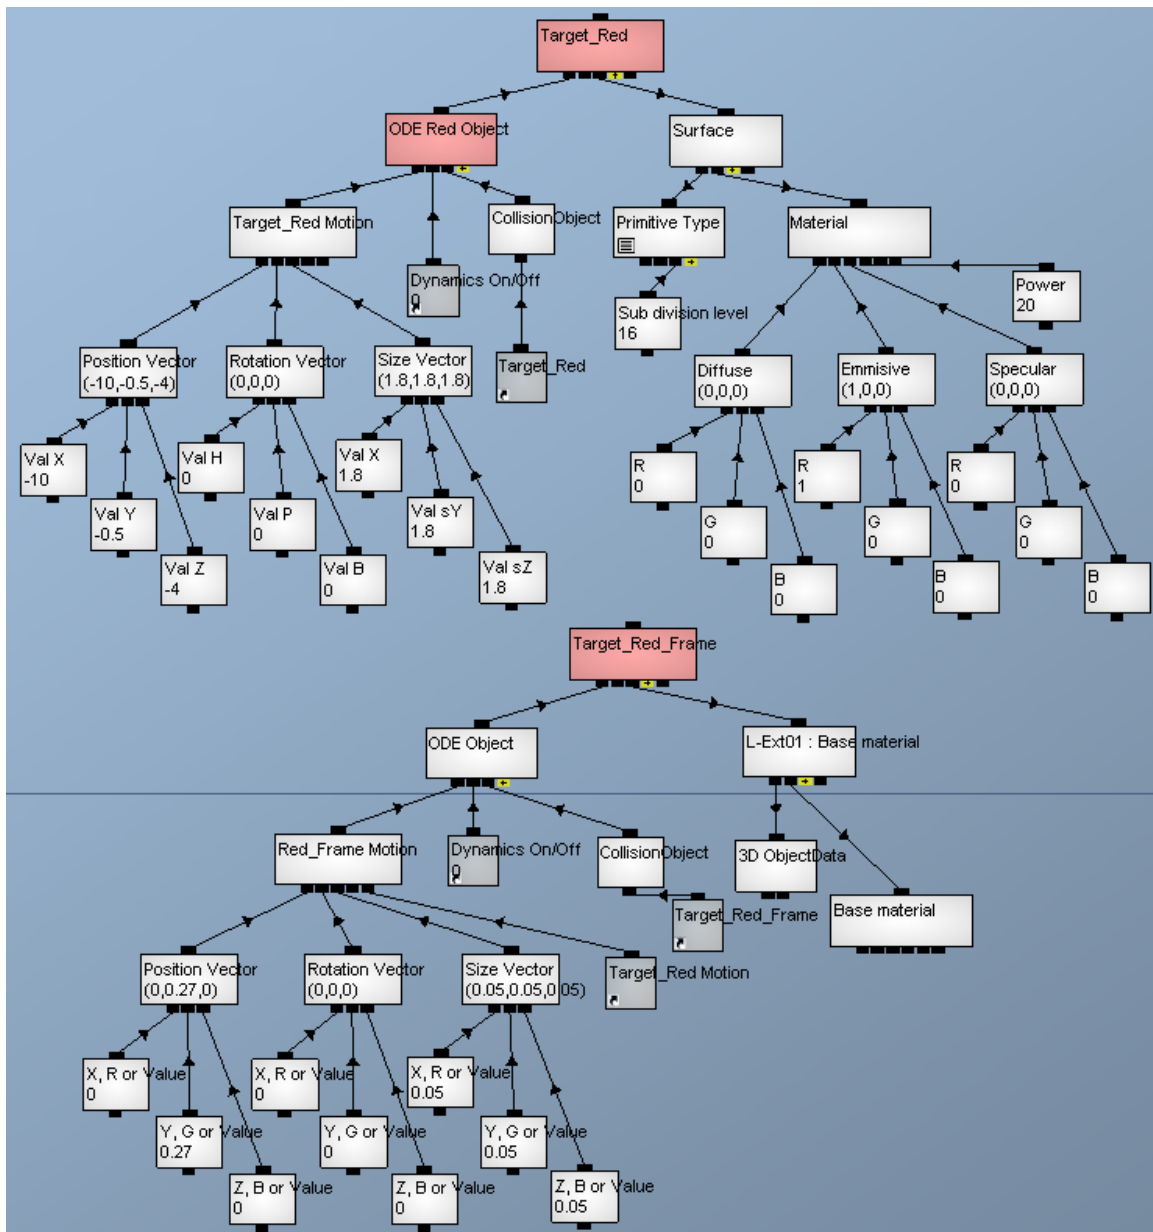 Target_Red
ODE Red Object
Surface
Target_Red Motion
CollisionObject
Primitive Type
Material
Dynamics On/Off
0
Power
20
Sub division level
16
Position Vector
(-10,-0.5,-4)
Rotation Vector
(0,0,0)
Size Vector
(1.8,1.8,1.8)
Target_Red
Diffuse
(0,0,0)
Emmisive
(1,0,0)
Specular
(0,0,0)
Val X
-10
Val H
0
Val X
1.8
R
0
R
1
R
0
Val Y
-0.5
Val P
0
Val sY
1.8
G
0
G
0
G
0
Val Z
-4
Val B
0
Val sZ
1.8
B
0
B
0
B
0
Target_Red_Frame
ODE Object
L-Ext01 : Base material
Red_Frame Motion
Dynamics On/Off
0
CollisionObject
3D ObjectData
Target_Red_Frame
Base material
Position Vector
(0,0.27,0)
Rotation Vector
(0,0,0)
Size Vector
(0.05,0.05,0.05)
Target_Red Motion
X, R or Value
0
X, R or Value
0
X, R or Value
0.05
Y, G or Value
0.27
Y, G or Value
0
Y, G or Value
0.05
Z, B or Value
0
Z, B or Value
0
Z, B or Value
0.05